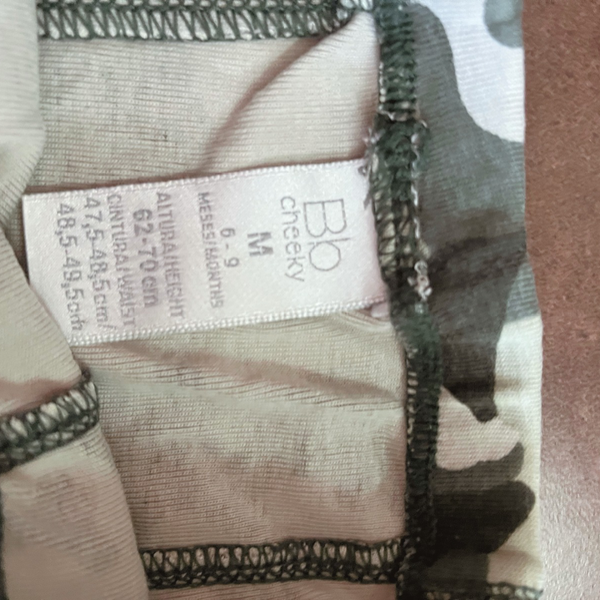 Bb
cheeky
M
6 - 9
MESES/MONTHS
ALTURA/HEIGHT
62-70 cm
CINTURA/WAIST
47,5-48,5cm/
48,5-49,5cm